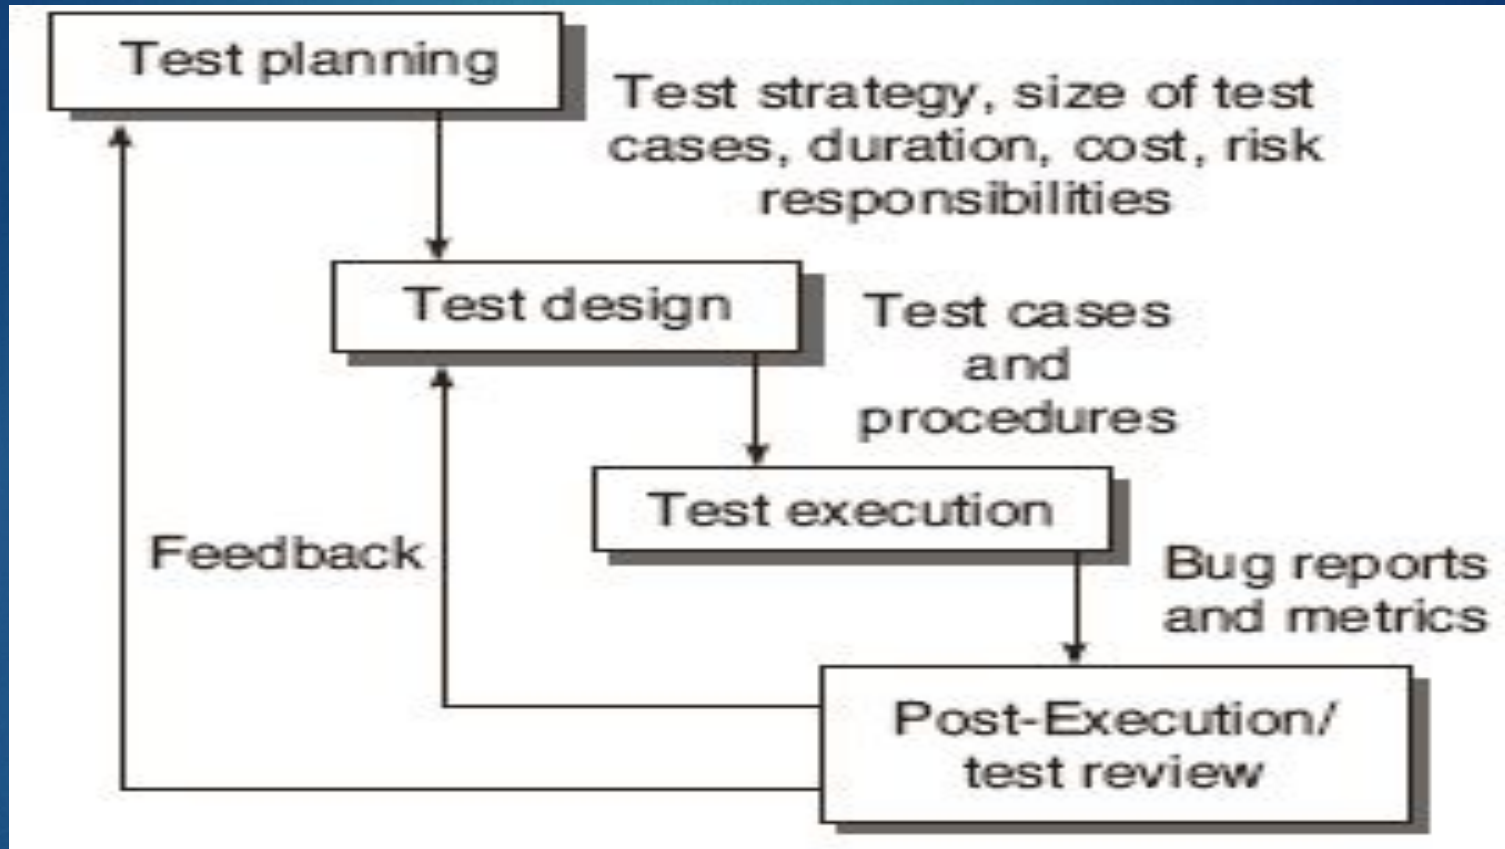 Test planning
Test strategy, size of test
cases, duration, cost, risk
responsibilities
Test design
Test cases
and
procedures
Test execution
Feedback
Bug reports
and metrics
Post-Execution/
test review